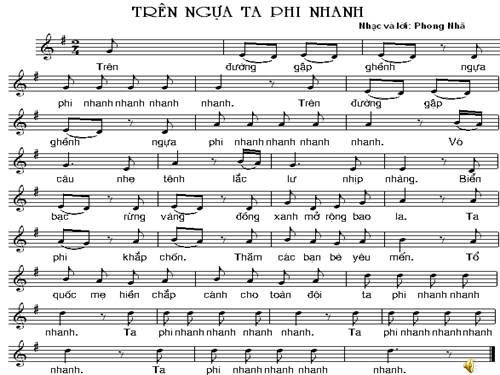 TRÊN NGỰA TA PHI NHANH
Nhạc và lời: Phong Nhã
2
4
Trên đường gập ghềnh ngựa
phi nhanh nhanh nhanh nhanh. Trên đường gập
ghềnh ngựa phi nhanh nhanh nhanh nhanh. Vó
câu nhẹ tênh lắc lư nhịp nhàng. Biển
bạc rừng vàng đồng xanh mở rộng bao la. Ta
phi khắp chốn. Thăm các bạn bè yêu mến. Tổ
quốc mẹ hiền chắp cành cho toàn đội ta phi nhanh nhanh
nhanh. Ta phi nhanh nhanh nhanh nhanh. Ta phi nhanh nhanh nhanh
nhanh. Ta phi nhanh nhanh nhanh nhanh.